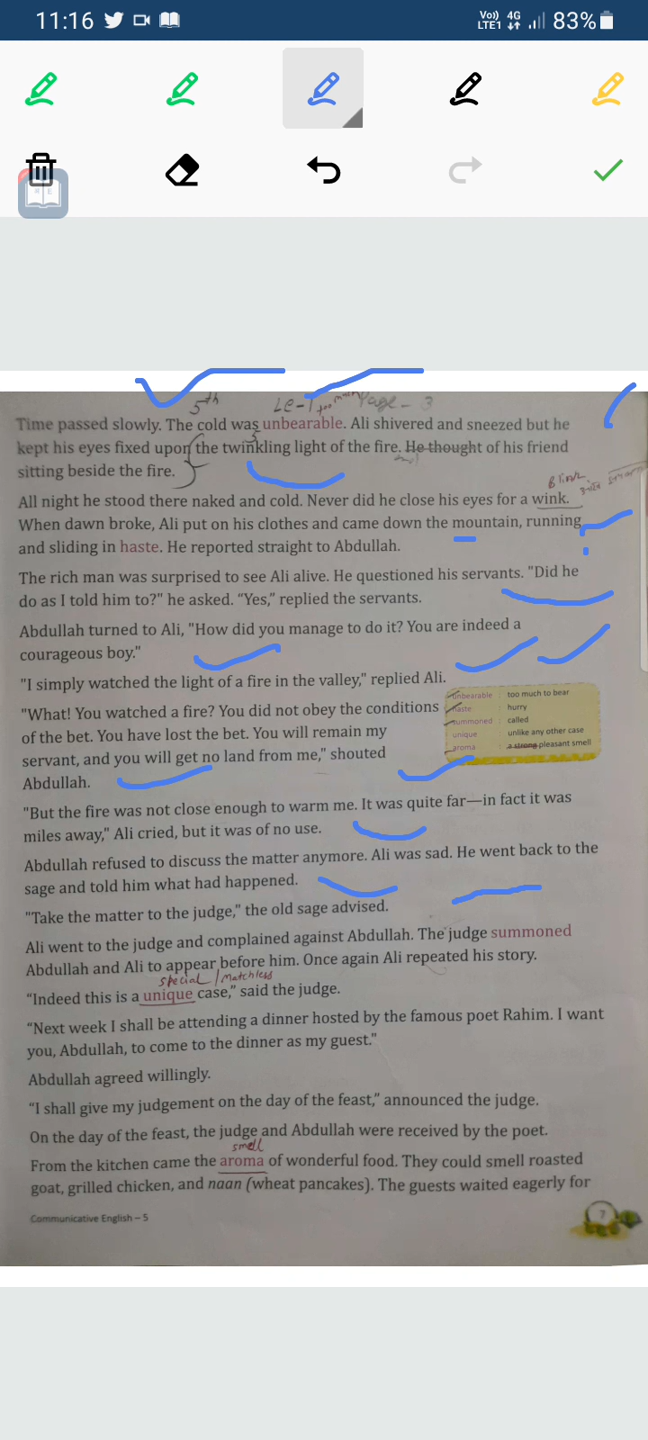 11:16
Vo)) LTE1 4G 83%
5th Le-1 Page-3
Time passed slowly. The cold was unbearable. Ali shivered and sneezed but he
kept his eyes fixed upon the twinkling light of the fire. He thought of his friend
sitting beside the fire.
Blink
All night he stood there naked and cold. Never did he close his eyes for a wink.
When dawn broke, Ali put on his clothes and came down the mountain, running
and sliding in haste. He reported straight to Abdullah.
The rich man was surprised to see Ali alive. He questioned his servants. "Did he
do as I told him to?" he asked. "Yes," replied the servants.
Abdullah turned to Ali, "How did you manage to do it? You are indeed a
courageous boy."
"I simply watched the light of a fire in the valley," replied Ali.
"What! You watched a fire? You did not obey the conditions
of the bet. You have lost the bet. You will remain my
servant, and you will get no land from me," shouted
Abdullah.
unbearable too much to bear
haste hurry
summoned called
unique unlike any other case
aroma a strong pleasant smell
"But the fire was not close enough to warm me. It was quite far—in fact it was
miles away," Ali cried, but it was of no use.
Abdullah refused to discuss the matter anymore. Ali was sad. He went back to the
sage and told him what had happened.
"Take the matter to the judge," the old sage advised.
Ali went to the judge and complained against Abdullah. The judge summoned
Abdullah and Ali to appear before him. Once again Ali repeated his story.
special / Matchless
"Indeed this is a unique case," said the judge.
"Next week I shall be attending a dinner hosted by the famous poet Rahim. I want
you, Abdullah, to come to the dinner as my guest."
Abdullah agreed willingly.
"I shall give my judgement on the day of the feast," announced the judge.
On the day of the feast, the judge and Abdullah were received by the poet.
smell
From the kitchen came the aroma of wonderful food. They could smell roasted
goat, grilled chicken, and naan (wheat pancakes). The guests waited eagerly for
Communicative English – 5
7